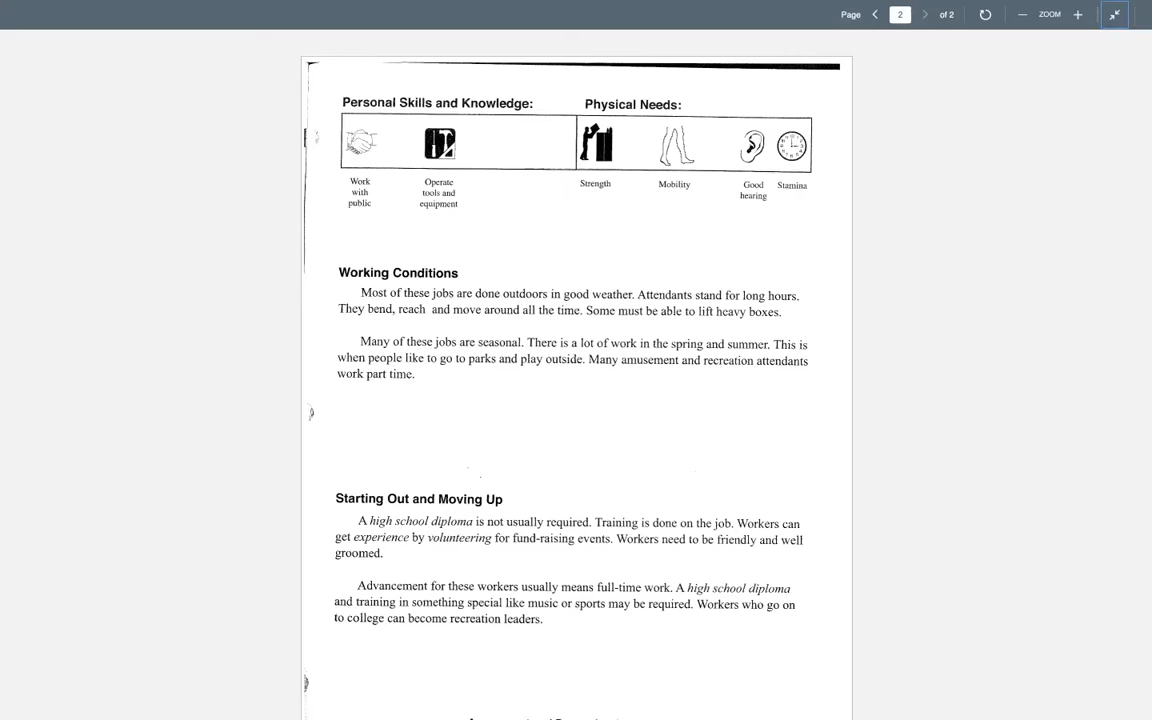 Page 2 of 2 ZOOM
Personal Skills and Knowledge: Physical Needs:
Work with public
Operate tools and equipment
Strength
Mobility
Good hearing
Stamina
Working Conditions
Most of these jobs are done outdoors in good weather. Attendants stand for long hours.
They bend, reach and move around all the time. Some must be able to lift heavy boxes.
Many of these jobs are seasonal. There is a lot of work in the spring and summer. This is
when people like to go to parks and play outside. Many amusement and recreation attendants
work part time.
Starting Out and Moving Up
A high school diploma is not usually required. Training is done on the job. Workers can
get experience by volunteering for fund-raising events. Workers need to be friendly and well
groomed.
Advancement for these workers usually means full-time work. A high school diploma
and training in something special like music or sports may be required. Workers who go on
to college can become recreation leaders.